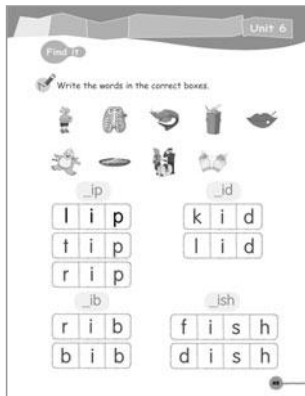 Unit 6
Find it
Write the words in the correct boxes.
_ip
_id
l i p
k i d
t i p
l i d
r i p
_ib
_ish
r i b
f i s h
b i b
d i s h